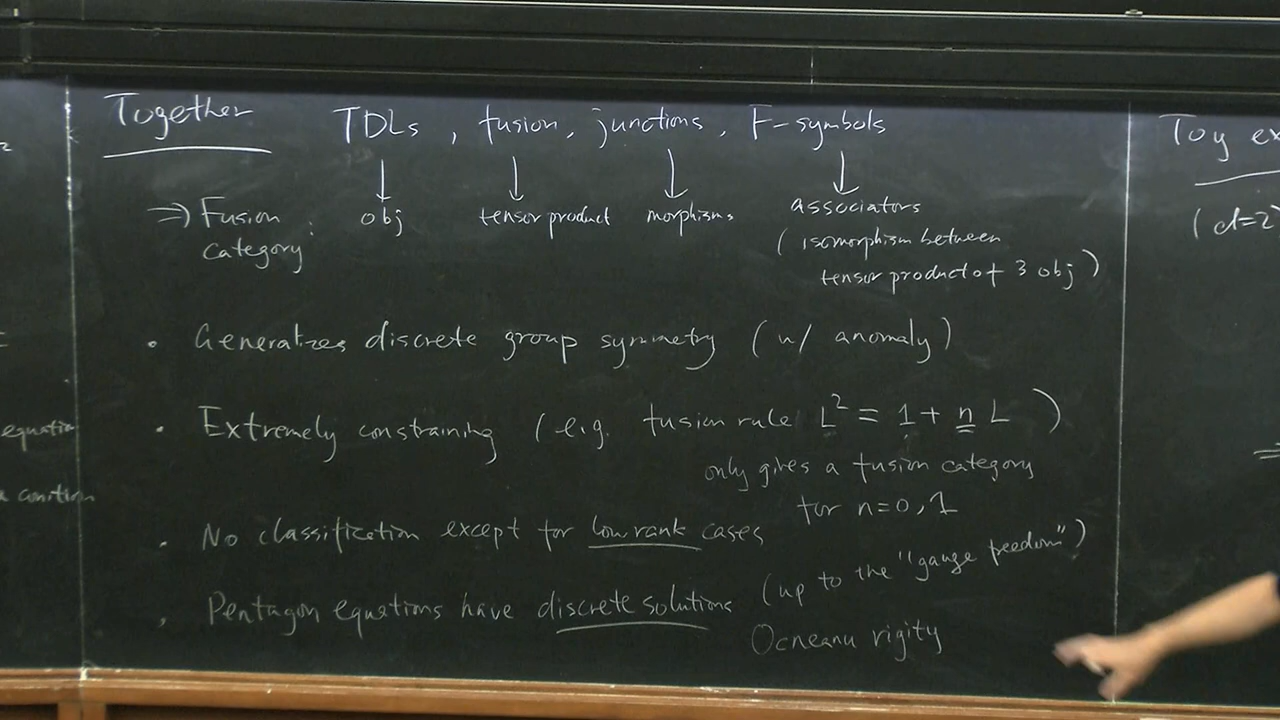 Together TDLs, fusion, junctions, F-symbols
↓ ↓ ↓ ↓
⇒ Fusion category : obj tensor product morphisms associators
( isomorphism between
tensor product of 3 obj )
• Generalizes discrete group symmetry (w/ anomaly)
• Extremely constraining (e.g. fusion rule L² = 1 + n L )
only gives a fusion category
for n=0,1
• No classification except for low rank cases
• Pentagon equations have discrete solutions (up to the "gauge freedom")
Ocneanu rigity
equatio
Toy ex
(d=2